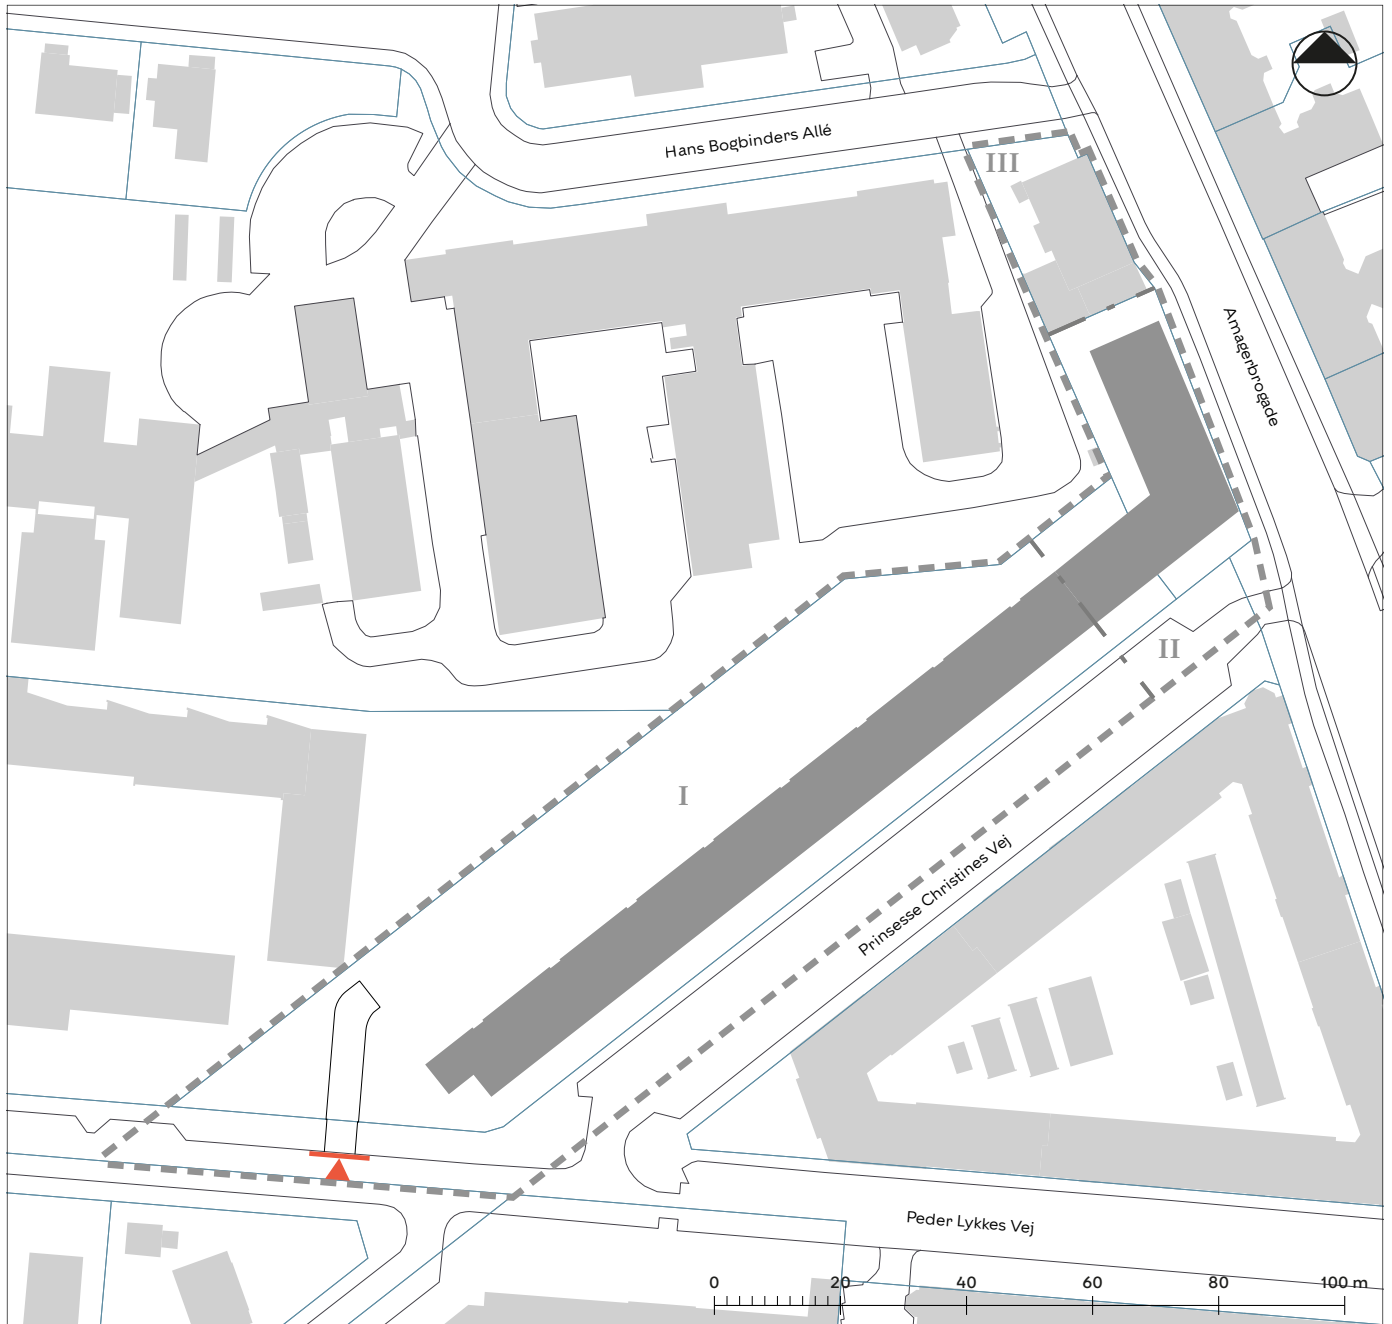 Hans Bogbinders Allé
III
Amagerbrogade
II
I
Prinsesse Christines Vej
Peder Lykkes Vej
0 20 40 60 80 100 m